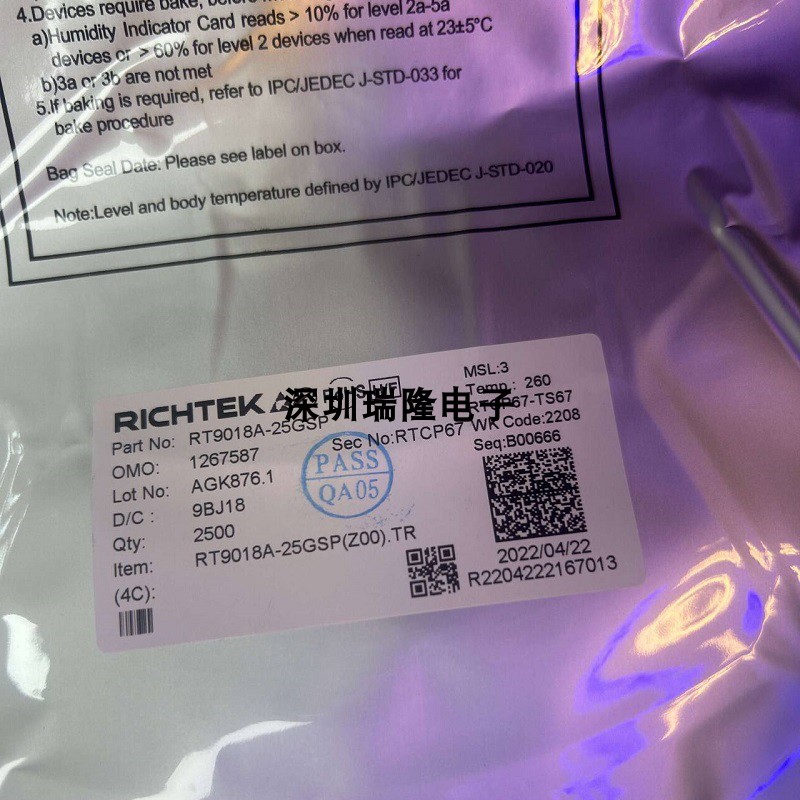 4.Devices require bake, before
a)Humidity Indicator Card reads > 10% for level 2a-5a
devices or > 60% for level 2 devices when read at 23±5°C
b)3a or 3b are not met
5.If baking is required, refer to IPC/JEDEC J-STD-033 for
bake procedure
Bag Seal Date: Please see label on box.
Note:Level and body temperature defined by IPC/JEDEC J-STD-020
RICHTEK
深圳瑞隆电子
MSL:3
Temp.: 260
RTCP67-TS67
Part No: RT9018A-25GSP
Sec No:RTCP67 WK Code:2208
OMO: 1267587
Seq:B00666
Lot No: AGK876.1
PASS
QA05
D/C : 9BJ18
Qty: 2500
Item: RT9018A-25GSP(Z00).TR
(4C):
2022/04/22
R2204222167013